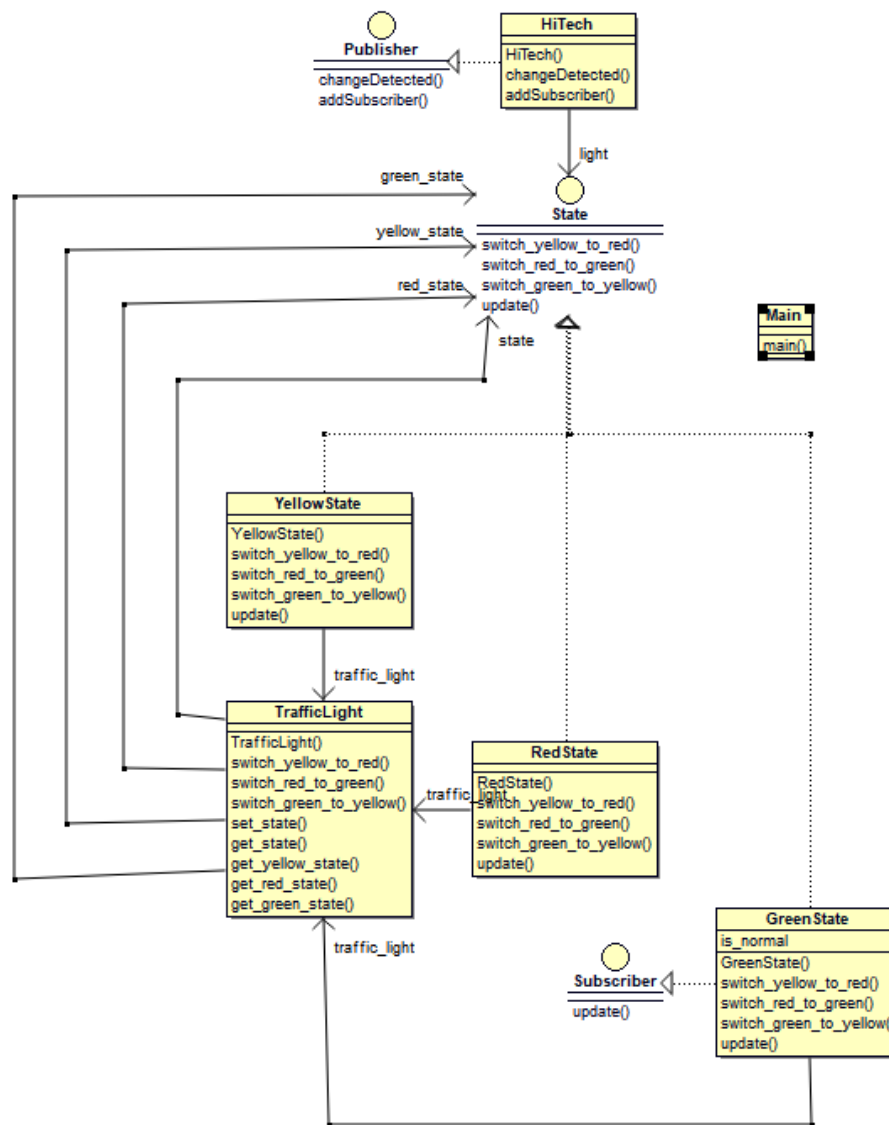 HiTech
HiTech()
changeDetected()
addSubscriber()
Publisher
changeDetected()
addSubscriber()
light
green_state
State
yellow_state
switch_yellow_to_red()
switch_red_to_green()
red_state
switch_green_to_yellow()
update()
state
Main
main()
YellowState
YellowState()
switch_yellow_to_red()
switch_red_to_green()
switch_green_to_yellow()
update()
traffic_light
TrafficLight
TrafficLight()
switch_yellow_to_red()
switch_red_to_green()
switch_green_to_yellow()
set_state()
get_state()
get_yellow_state()
get_red_state()
get_green_state()
RedState
RedState()
traffic_light
switch_yellow_to_red()
switch_red_to_green()
switch_green_to_yellow()
update()
traffic_light
Subscriber
update()
GreenState
is_normal
GreenState()
switch_yellow_to_red()
switch_red_to_green()
switch_green_to_yellow()
update()